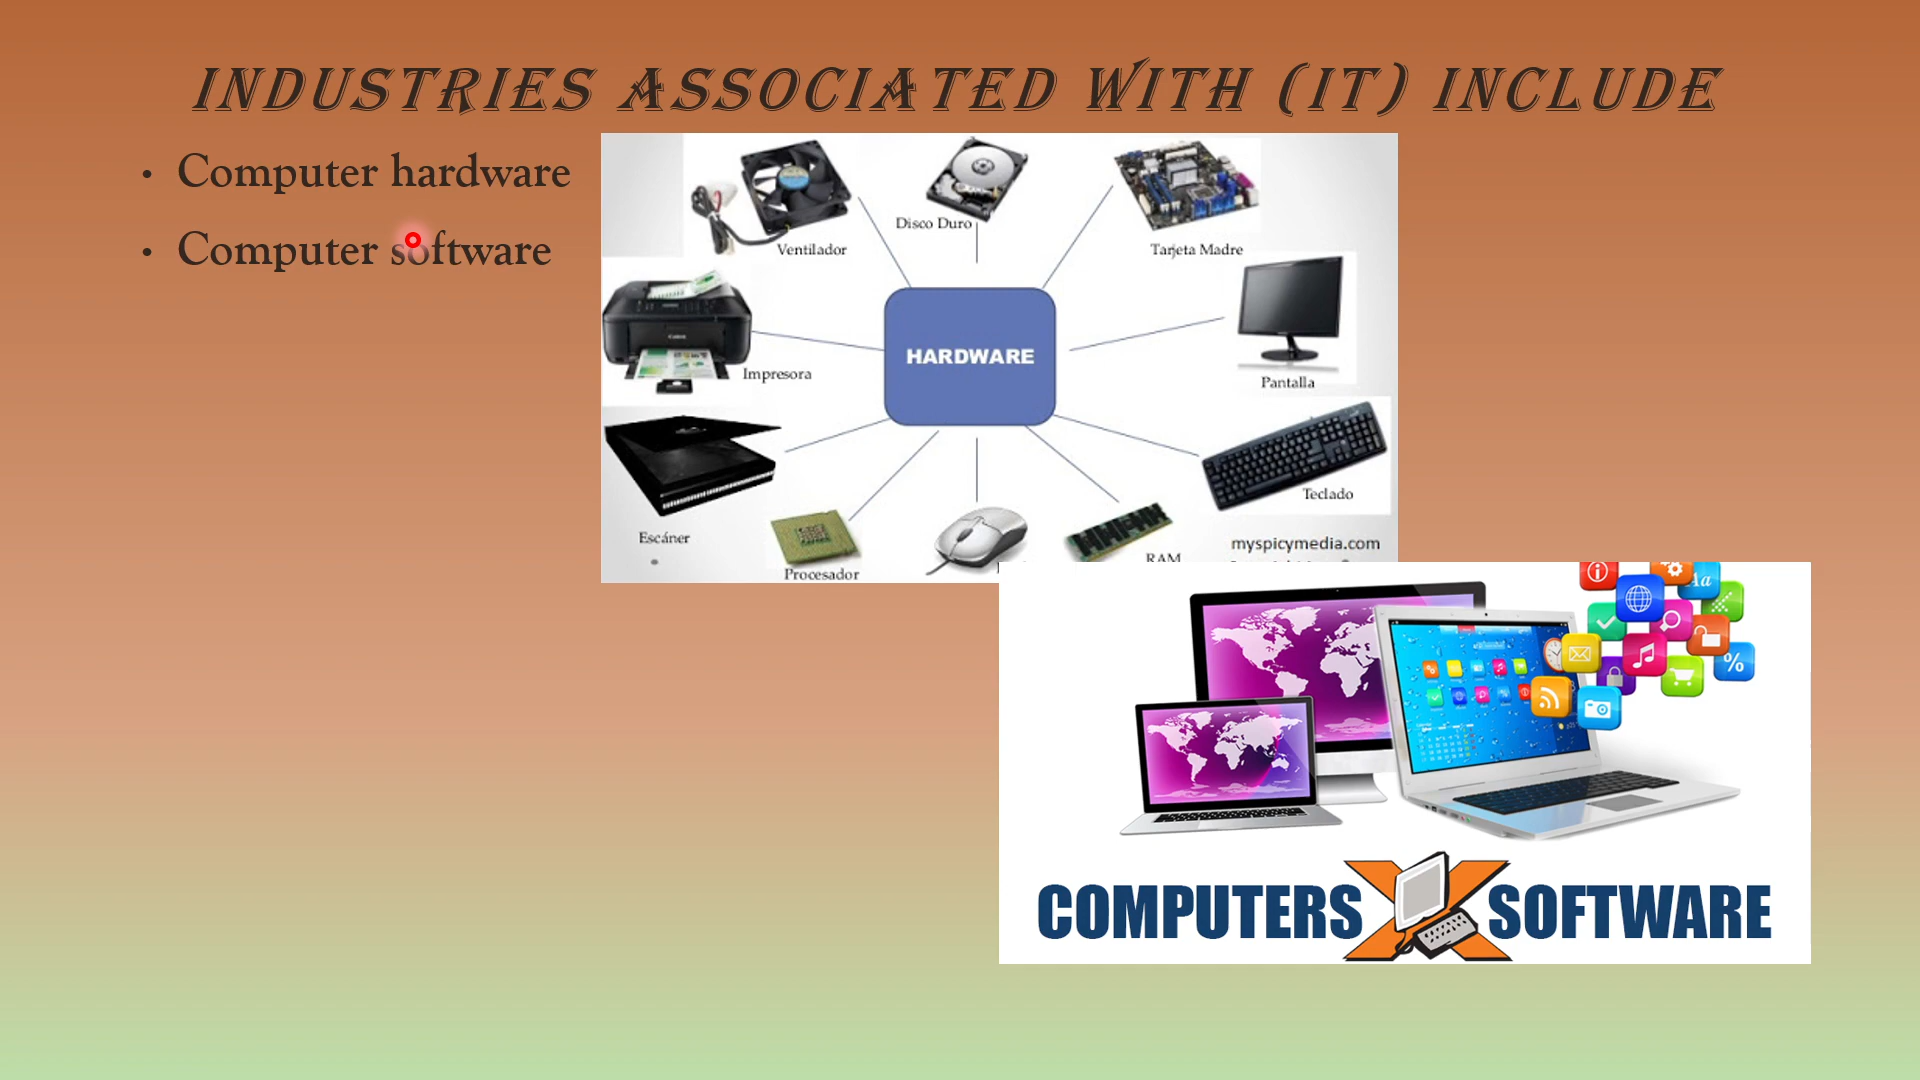 INDUSTRIES ASSOCIATED WITH (IT) INCLUDE
• Computer hardware
• Computer software
Disco Duro
Ventilador
Tarjeta Madre
HARDWARE
Impresora
Pantalla
Teclado
Escáner
myspicymedia.com
RAM
Procesador
Aa
%
COMPUTERS X SOFTWARE